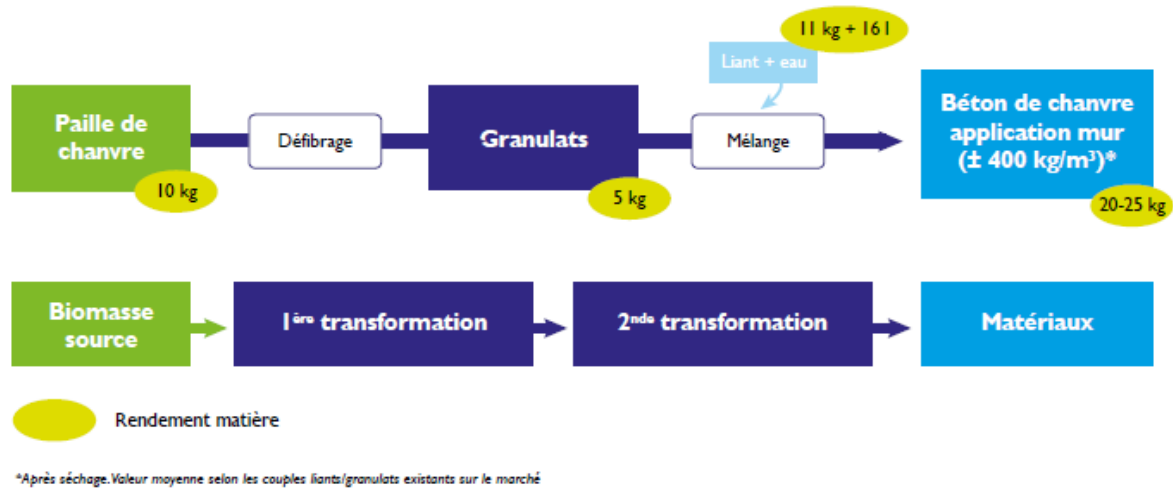 11 kg + 16 l
Liant + eau
Paille de
chanvre
10 kg
Défibrage
Granulats
5 kg
Mélange
Béton de chanvre
application mur
(± 400 kg/m³)*
20-25 kg
Biomasse
source
1ère transformation
2nde transformation
Matériaux
Rendement matière
*Après séchage. Valeur moyenne selon les couples liants/granulats existants sur le marché